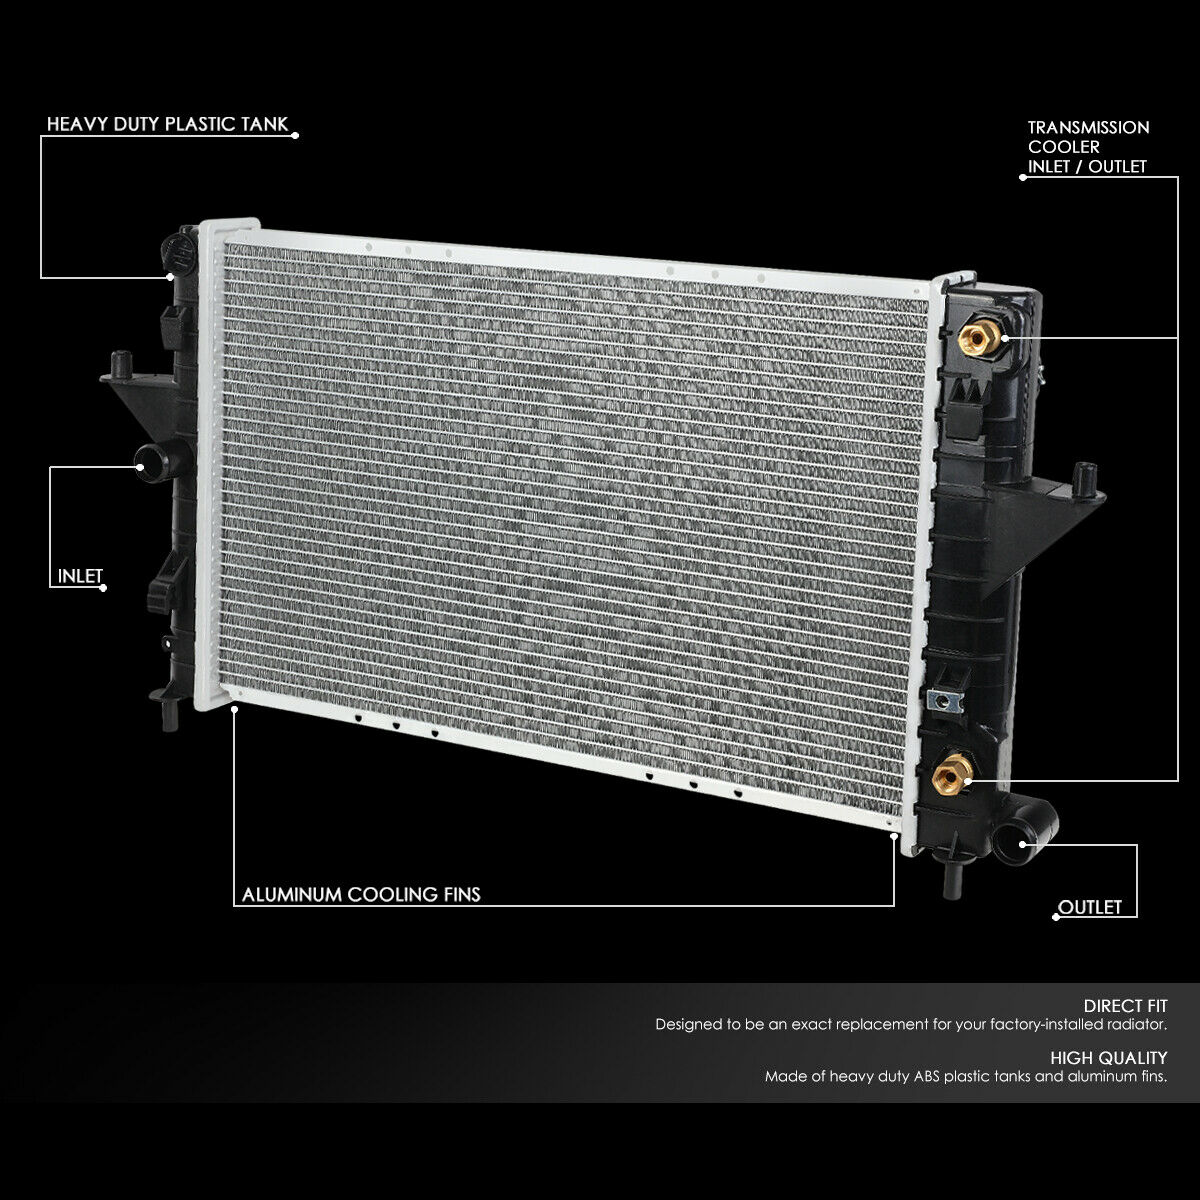 HEAVY DUTY PLASTIC TANK
TRANSMISSION
COOLER
INLET / OUTLET
INLET
ALUMINUM COOLING FINS
OUTLET
DIRECT FIT
Designed to be an exact replacement for your factory-installed radiator.
HIGH QUALITY
Made of heavy duty ABS plastic tanks and aluminum fins.